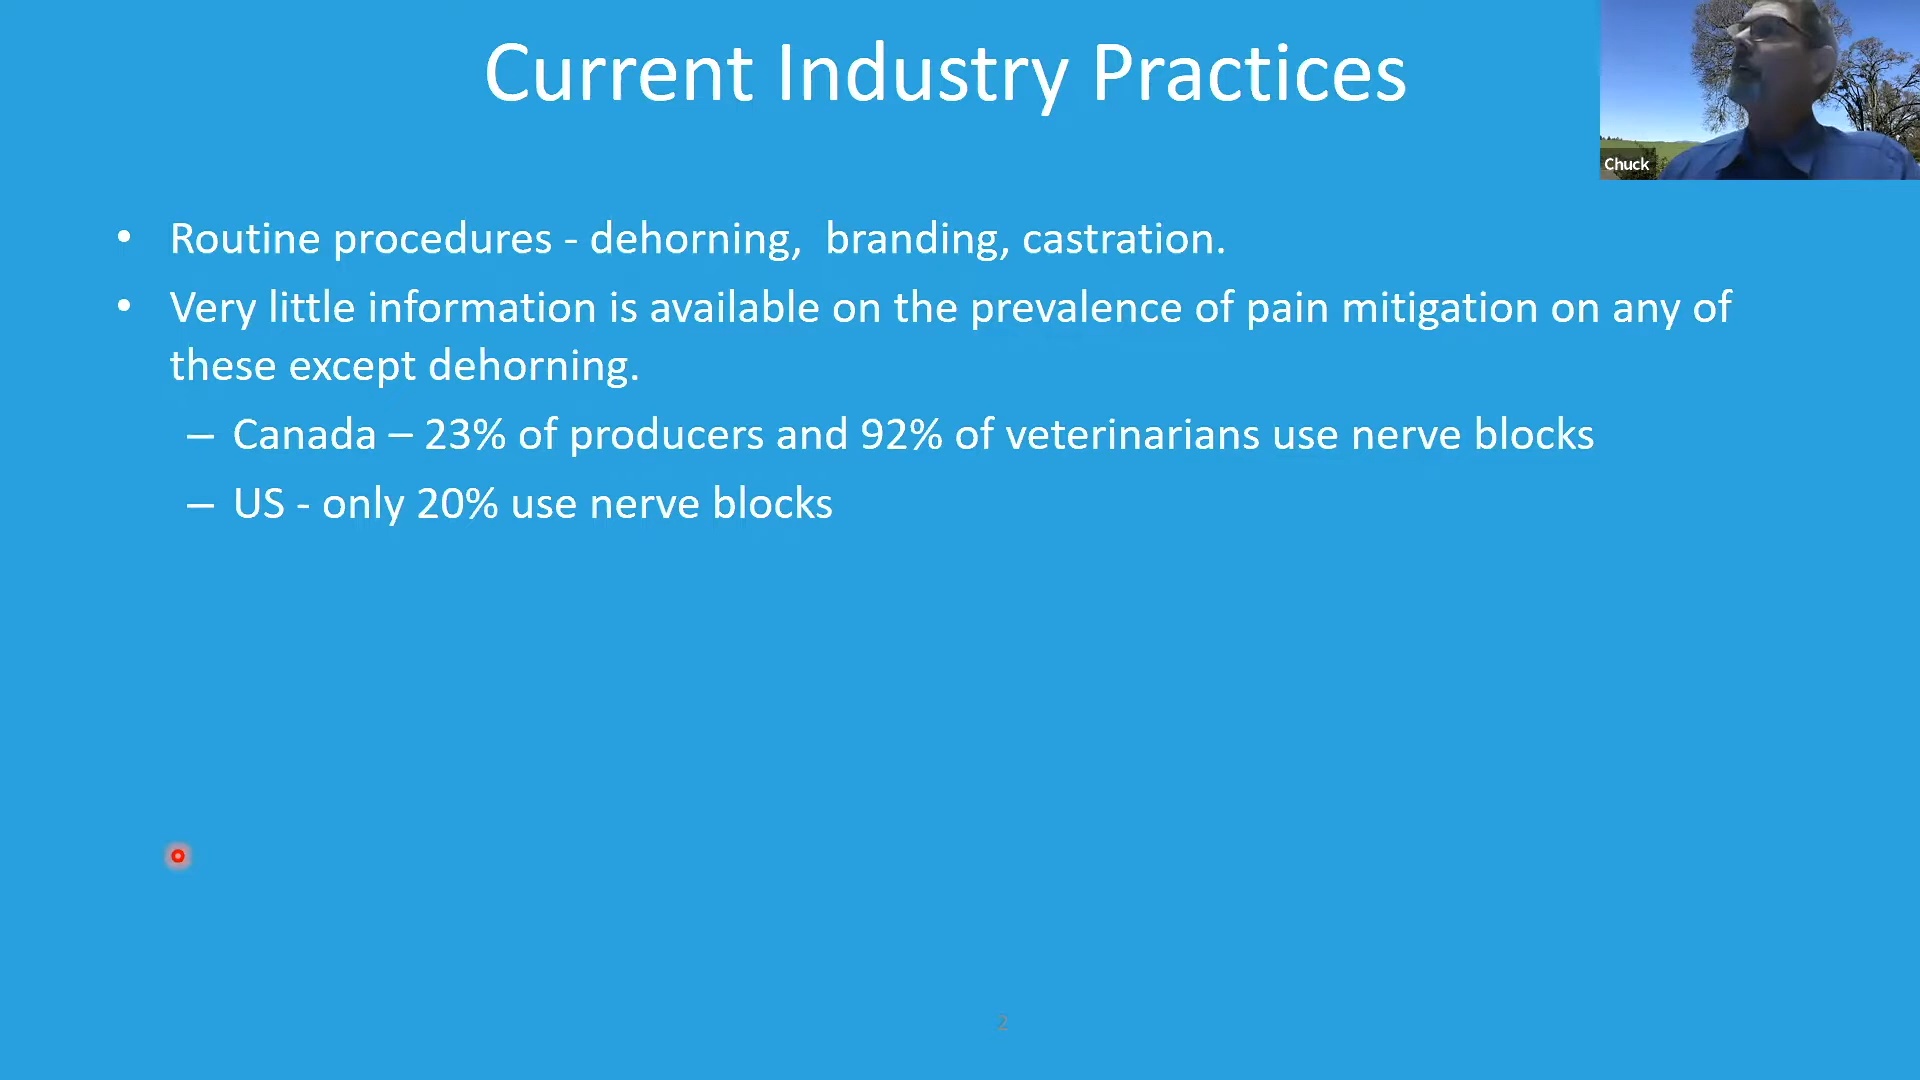 Current Industry Practices
Chuck
• Routine procedures - dehorning,  branding, castration.
• Very little information is available on the prevalence of pain mitigation on any of
these except dehorning.
– Canada – 23% of producers and 92% of veterinarians use nerve blocks
– US - only 20% use nerve blocks
2